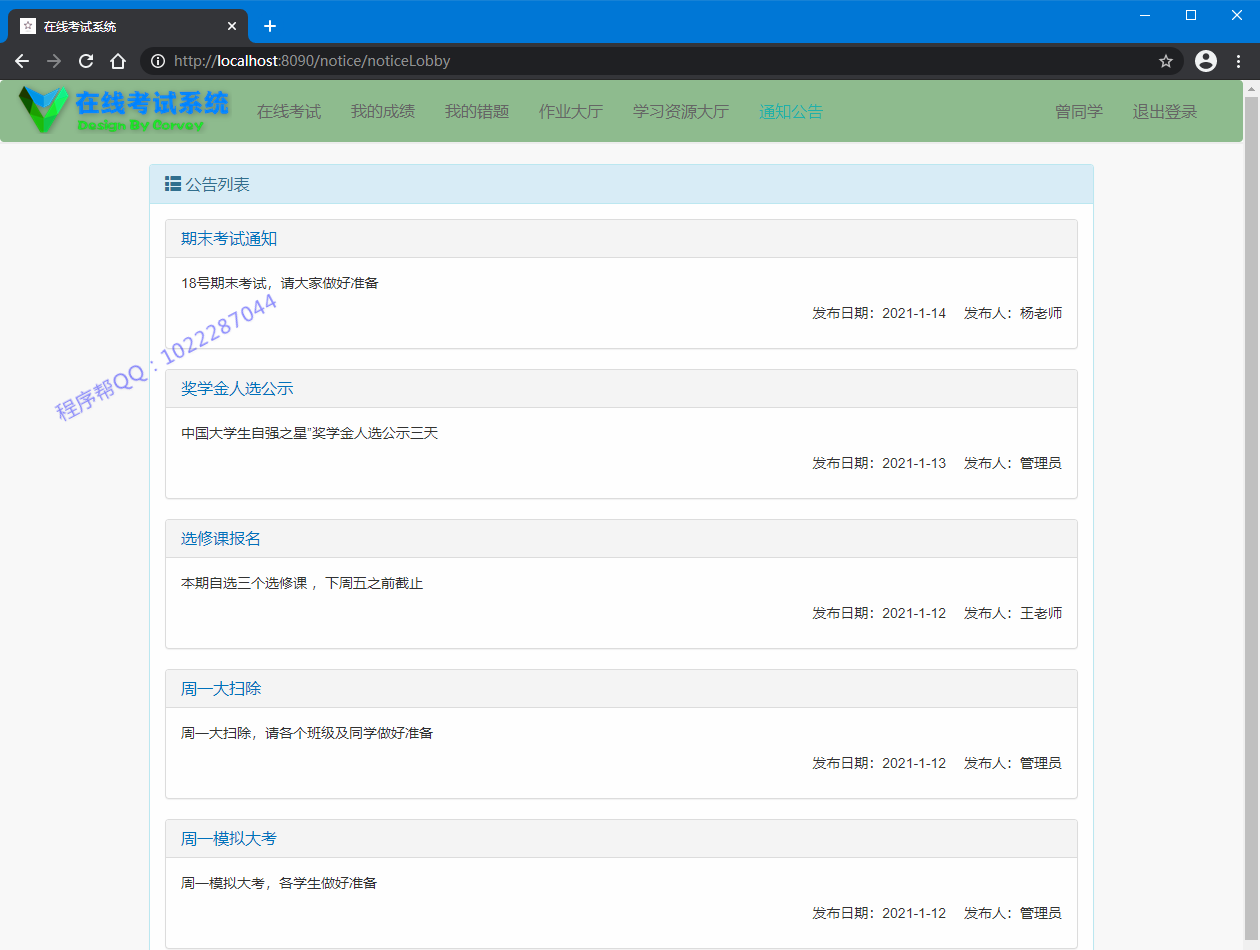 在线考试系统
http://localhost:8090/notice/noticeLobby
在线考试系统 在线考试 我的成绩 我的错题 作业大厅 学习资源大厅 通知公告 曾同学 退出登录
Design By Convey
公告列表
期末考试通知
18号期末考试，请大家做好准备
发布日期：2021-1-14 发布人：杨老师
程序帮QQ：1022287044
奖学金人选公示
中国大学生自强之星"奖学金人选公示三天
发布日期：2021-1-13 发布人：管理员
选修课报名
本期自选三个选修课 ，下周五之前截止
发布日期：2021-1-12 发布人：王老师
周一大扫除
周一大扫除，请各个班级及同学做好准备
发布日期：2021-1-12 发布人：管理员
周一模拟大考
周一模拟大考，各学生做好准备
发布日期：2021-1-12 发布人：管理员